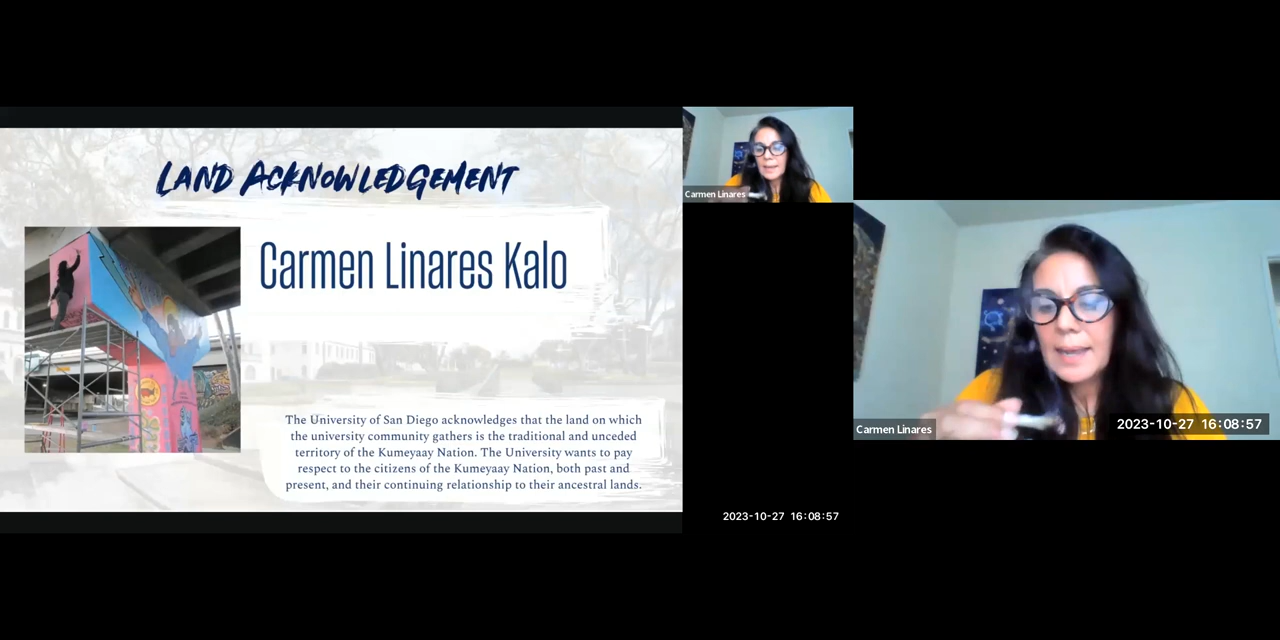 LAND ACKNOWLEDGEMENT
Carmen Linares Kalo
The University of San Diego acknowledges that the land on which
the university community gathers is the traditional and unceded
territory of the Kumeyaay Nation. The University wants to pay
respect to the citizens of the Kumeyaay Nation, both past and
present, and their continuing relationship to their ancestral lands.
Carmen Linares
2023-10-27 16:08:57
Carmen Linares
2023-10-27 16:08:57